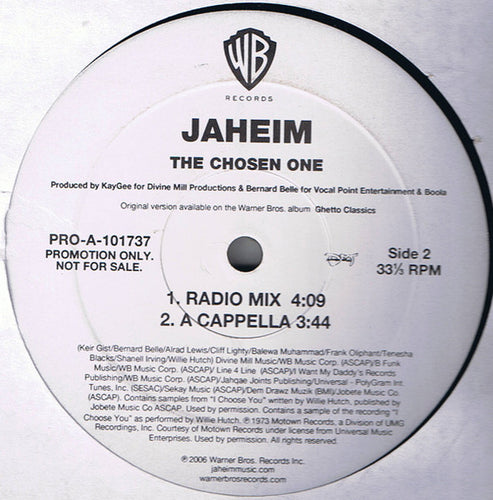 WB
RECORDS
JAHEIM
THE CHOSEN ONE
Produced by KayGee for Divine Mill Productions & Bernard Belle for Vocal Point Entertainment & Boola
Original version available on the Warner Bros. album Ghetto Classics
PRO-A-101737
PROMOTION ONLY.
NOT FOR SALE.
Side 2
33⅓ RPM
1. RADIO MIX 4:09
2. A CAPPELLA 3:44
(Keir Gist/Bernard Belle/Alrad Lewis/Cliff Lighty/Balewa Muhammad/Frank Oliphant/Tenesha
Blacks/Shanell Irving/Willie Hutch) Divine Mill Music/WB Music Corp. (ASCAP)/B Funk
Music/WB Music Corp. (ASCAP)/ Line 4 Line (ASCAP)/I Want My Daddy's Records
Publishing/WB Music Corp. (ASCAP)/Jahqae Joints Publishing/Universal - PolyGram Int.
Tunes, Inc. (SESAC)/Sekay Music (ASCAP)/Dem Drawz Muzik (BMI)/Jobete Music Co
(ASCAP). Contains samples from "I Choose You" written by Willie Hutch, published by
Jobete Music Co ASCAP. Used by permission. Contains a sample of the recording "I
Choose You" as performed by Willie Hutch. ℗1973 Motown Records, a Division of UMG
Recordings, Inc. Courtesy of Motown Records under license from Universal Music
Enterprises. Used by permission. All rights reserved.
℗2006 Warner Bros. Records Inc.
jaheimmusic.com
warnerbrosrecords.com